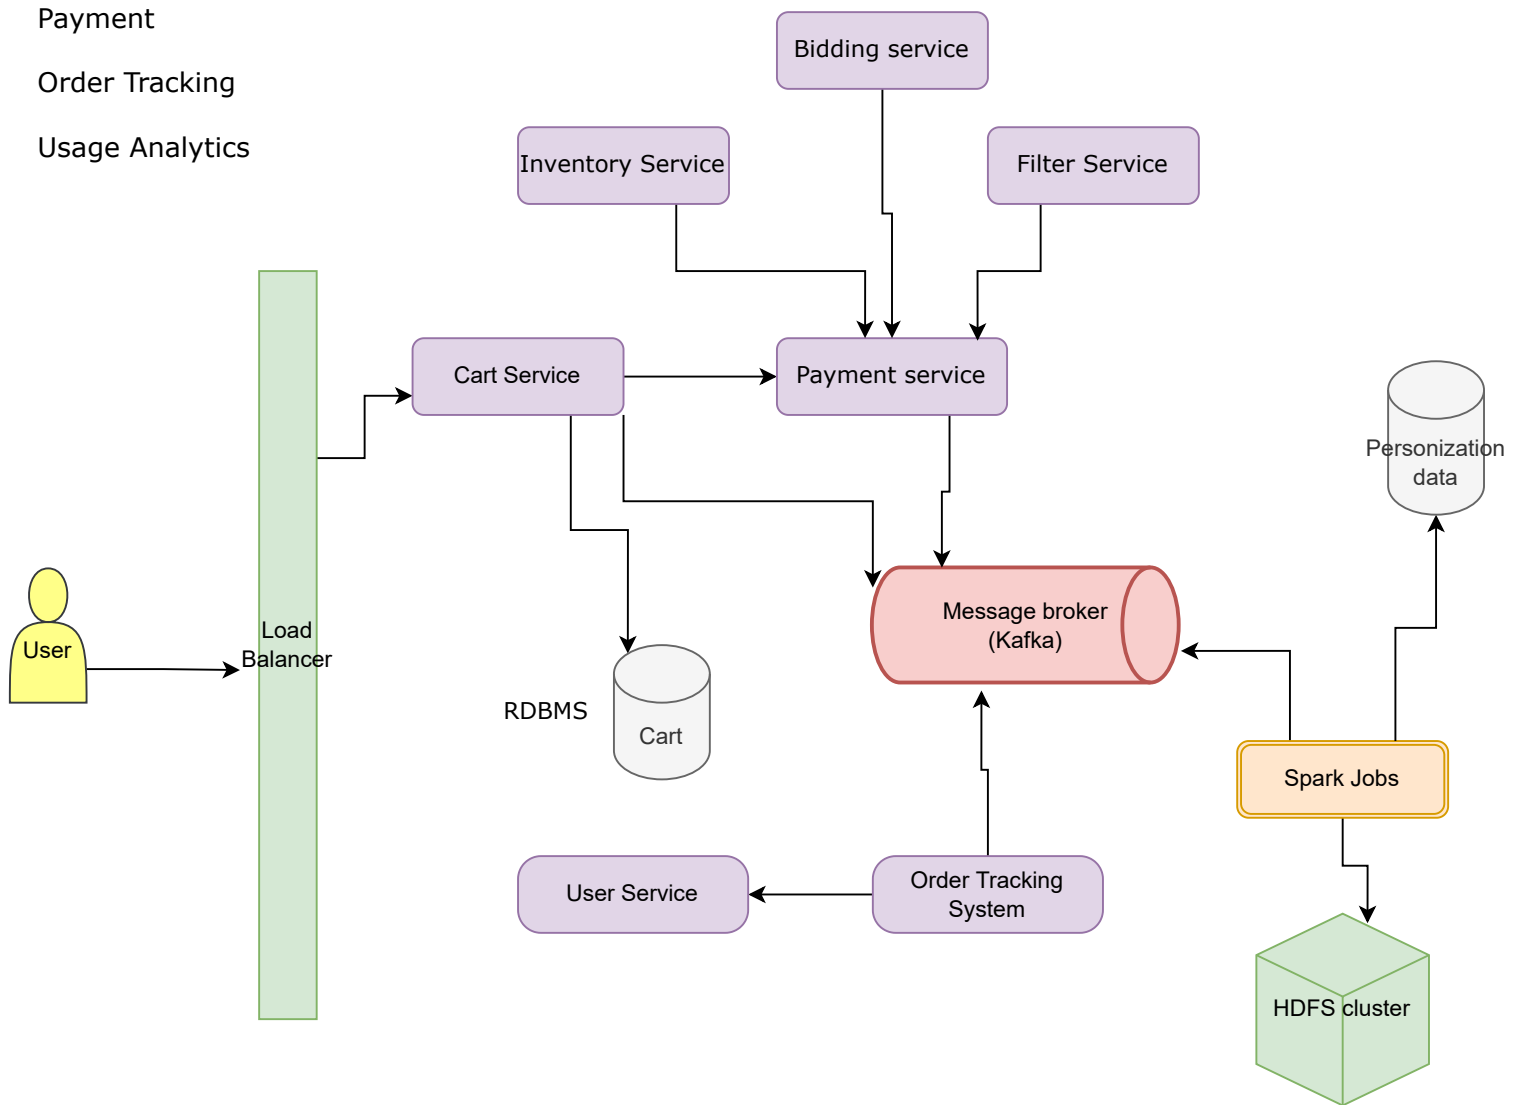 Payment
Order Tracking
Usage Analytics
Bidding service
Inventory Service
Filter Service
Cart Service
Payment service
Personization
data
User
Load
Balancer
Message broker
(Kafka)
RDBMS
Cart
Spark Jobs
User Service
Order Tracking
System
HDFS cluster